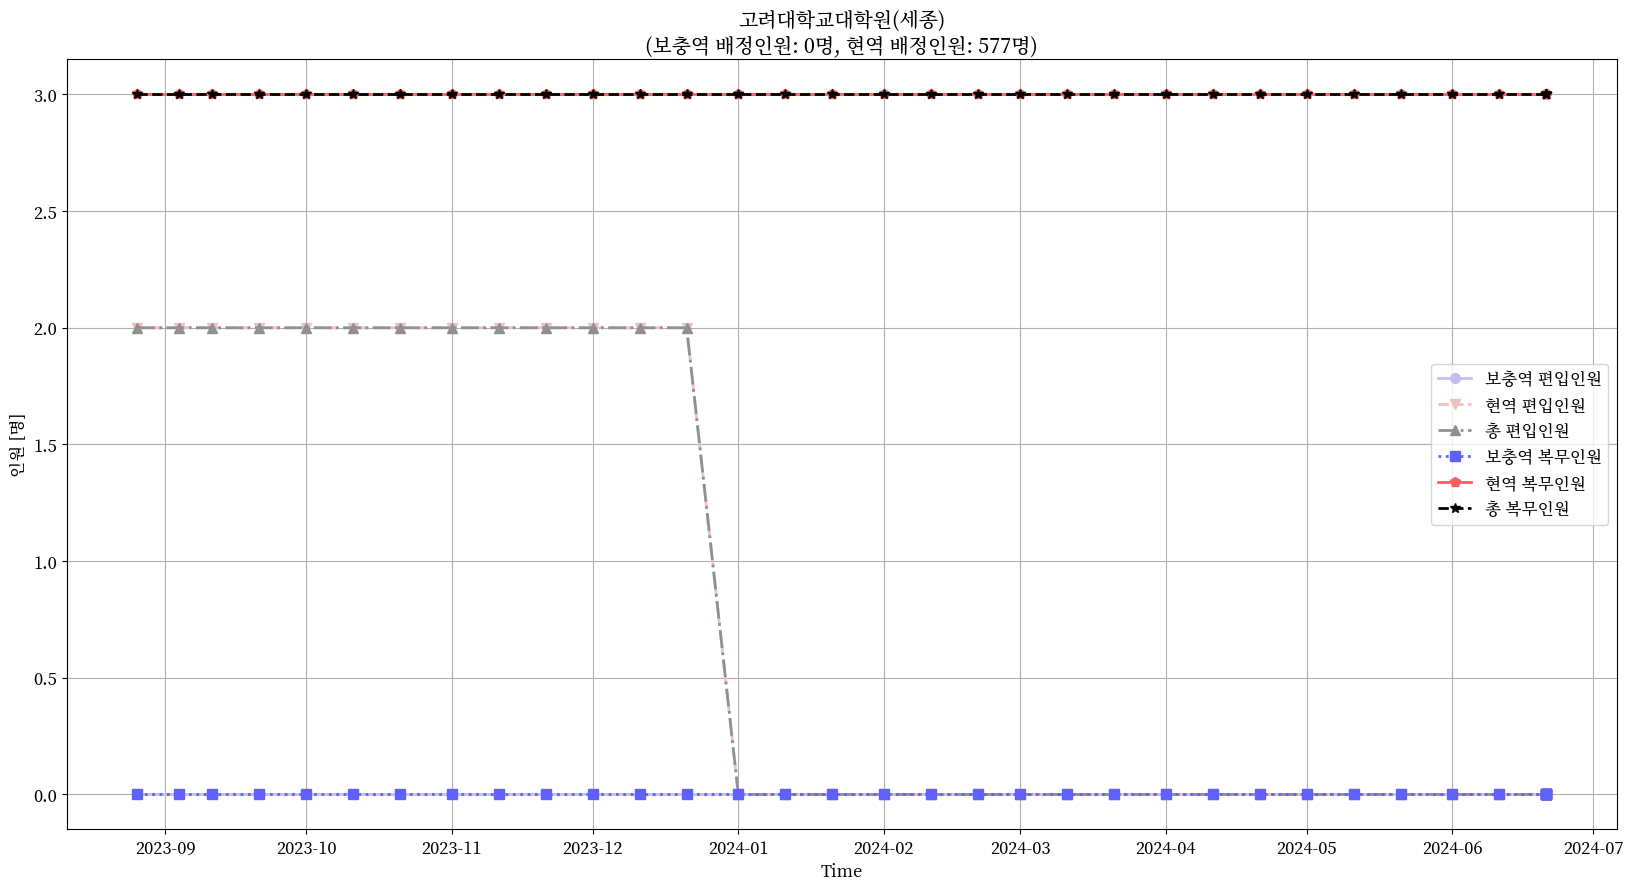 고려대학교대학원(세종)
(보충역 배정인원: 0명, 현역 배정인원: 577명)
인원 [명]
3.0
2.5
2.0
1.5
1.0
0.5
0.0
보충역 편입인원
현역 편입인원
총 편입인원
보충역 복무인원
현역 복무인원
총 복무인원
2023-09 2023-10 2023-11 2023-12 2024-01 2024-02 2024-03 2024-04 2024-05 2024-06 2024-07
Time